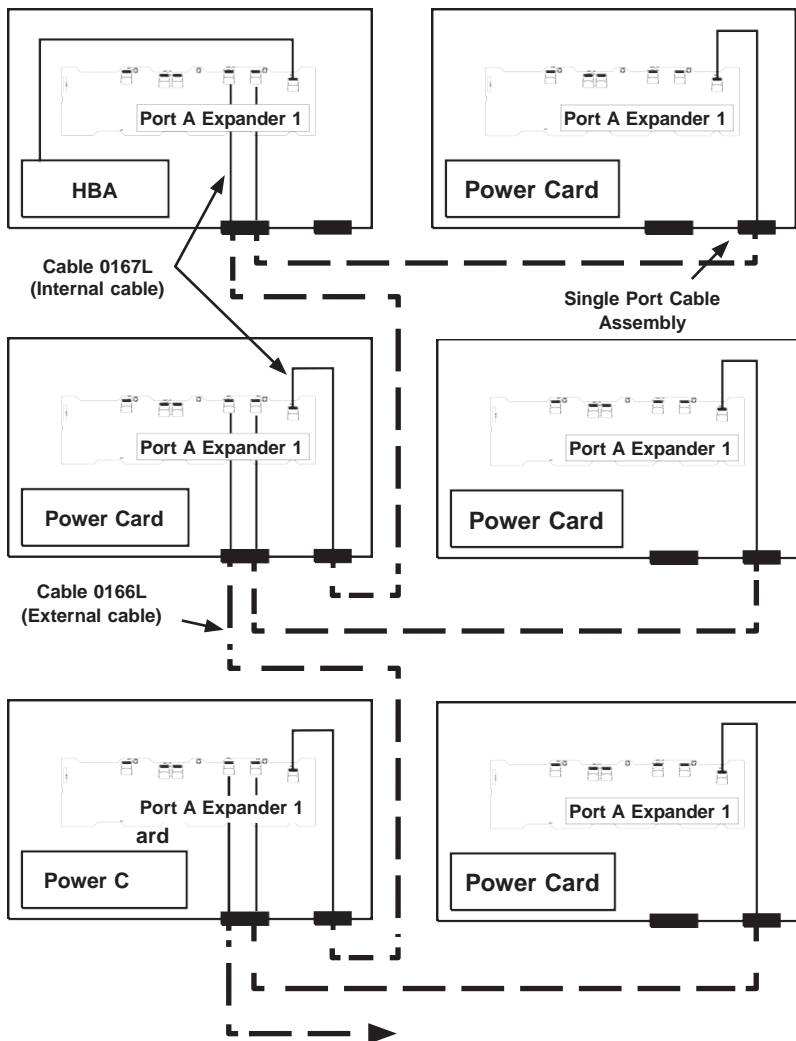 Port A Expander 1
Port A Expander 1
HBA
Power Card
Cable 0167L
(Internal cable)
Single Port Cable
Assembly
Port A Expander 1
Port A Expander 1
Power Card
Power Card
Cable 0166L
(External cable)
Port A Expander 1
ard
Port A Expander 1
Power C
Power Card